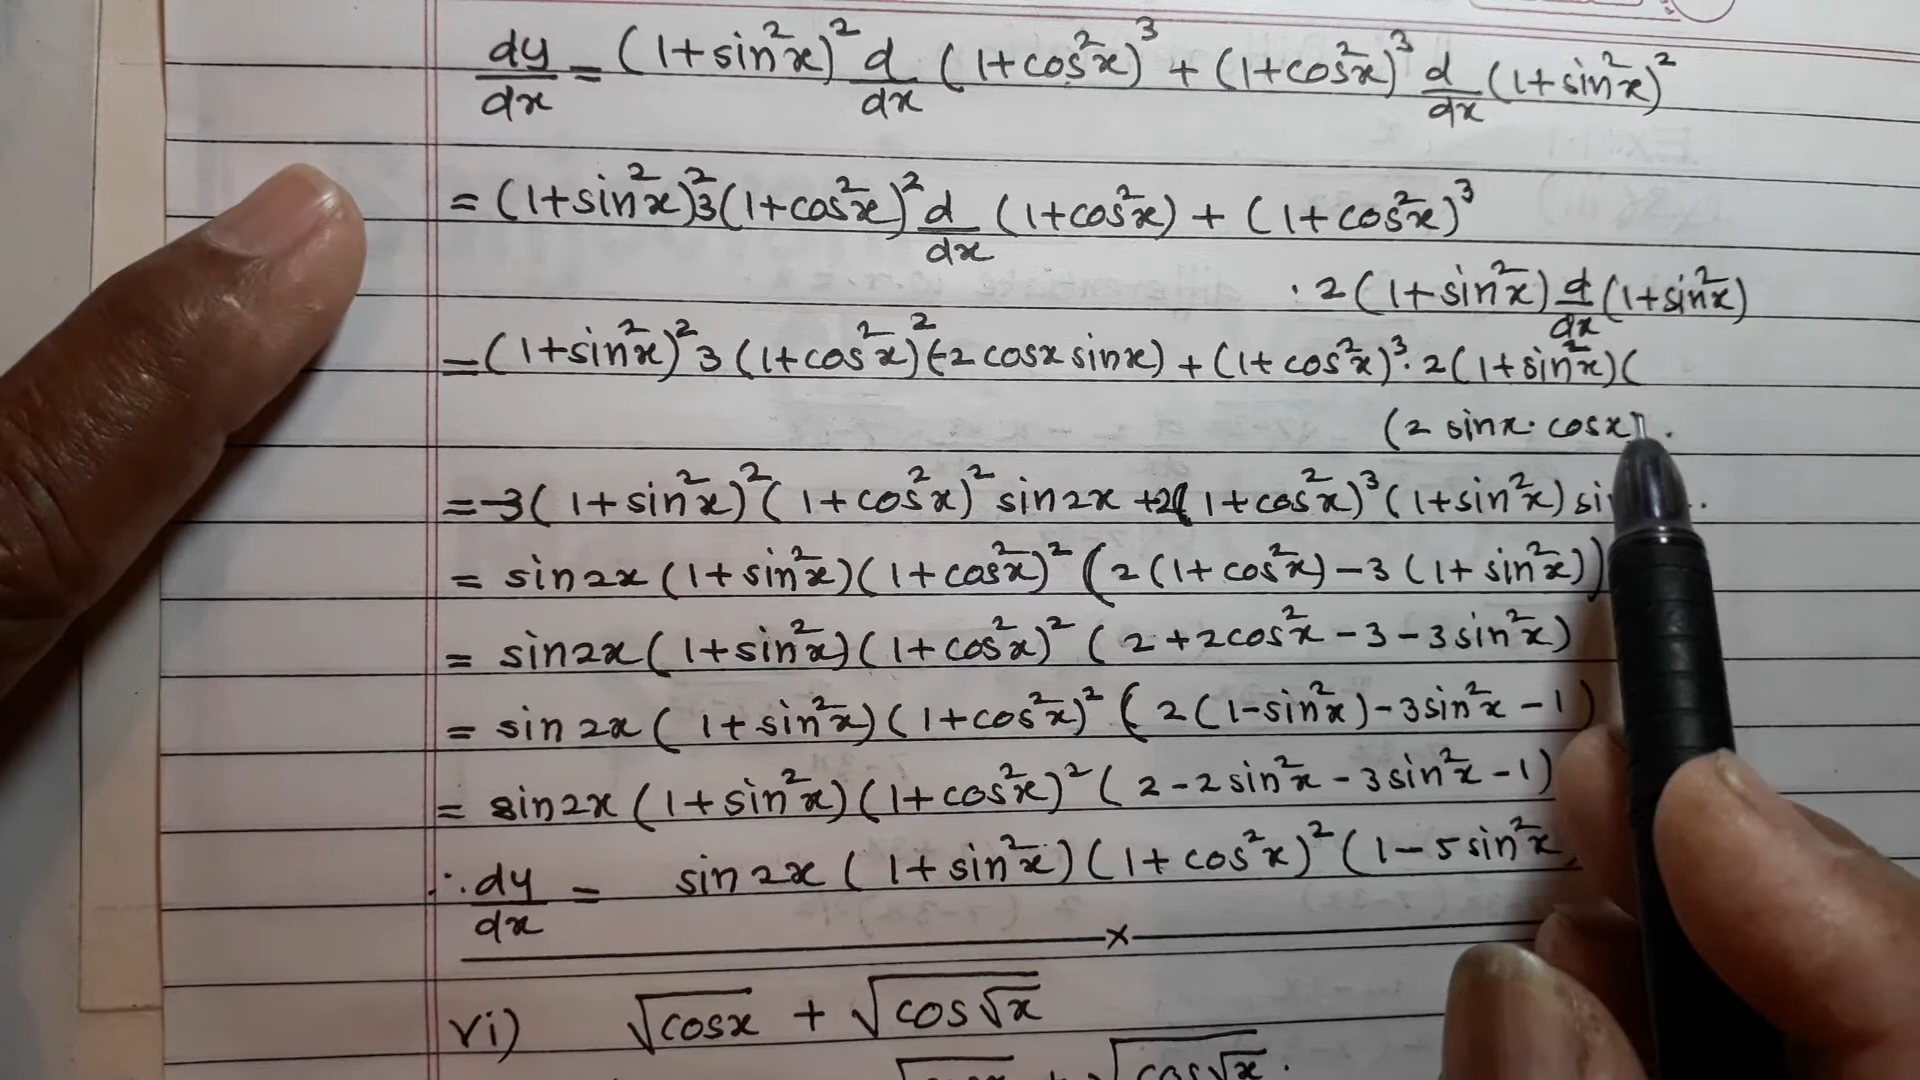 dy/dx = (1+sin²x)² d/dx (1+cos²x)³ + (1+cos²x)³ d/dx (1+sin²x)²
= (1+sin²x)² 3(1+cos²x)² d/dx (1+cos²x) + (1+cos²x)³
. 2(1+sin²x) d/dx (1+sin²x)
= (1+sin²x)² 3 (1+cos²x)² (-2 cosx sinx) + (1+cos²x)³ . 2(1+sin²x)(
(2 sinx . cosx) .
= -3(1+sin²x)² (1+cos²x)² sin2x + 2(1+cos²x)³ (1+sin²x) si
= sin2x (1+sin²x)(1+cos²x)² (2(1+cos²x) - 3(1+sin²x))
= sin2x (1+sin²x)(1+cos²x)² (2+2cos²x - 3 - 3sin²x)
= sin2x (1+sin²x)(1+cos²x)² (2(1-sin²x) - 3sin²x - 1)
= sin2x (1+sin²x)(1+cos²x)² (2 - 2sin²x - 3sin²x - 1)
∴ dy/dx = sin2x (1+sin²x)(1+cos²x)² (1 - 5sin²x
x
vi) √cosx + √cos√x
√cos√x .